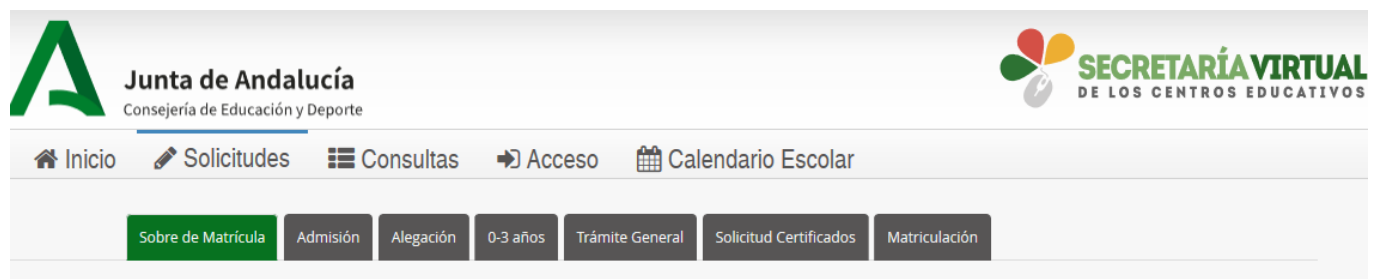 Junta de Andalucía
Consejería de Educación y Deporte
SECRETARÍA VIRTUAL
DE LOS CENTROS EDUCATIVOS
Inicio Solicitudes Consultas Acceso Calendario Escolar
Sobre de Matrícula Admisión Alegación 0-3 años Trámite General Solicitud Certificados Matriculación